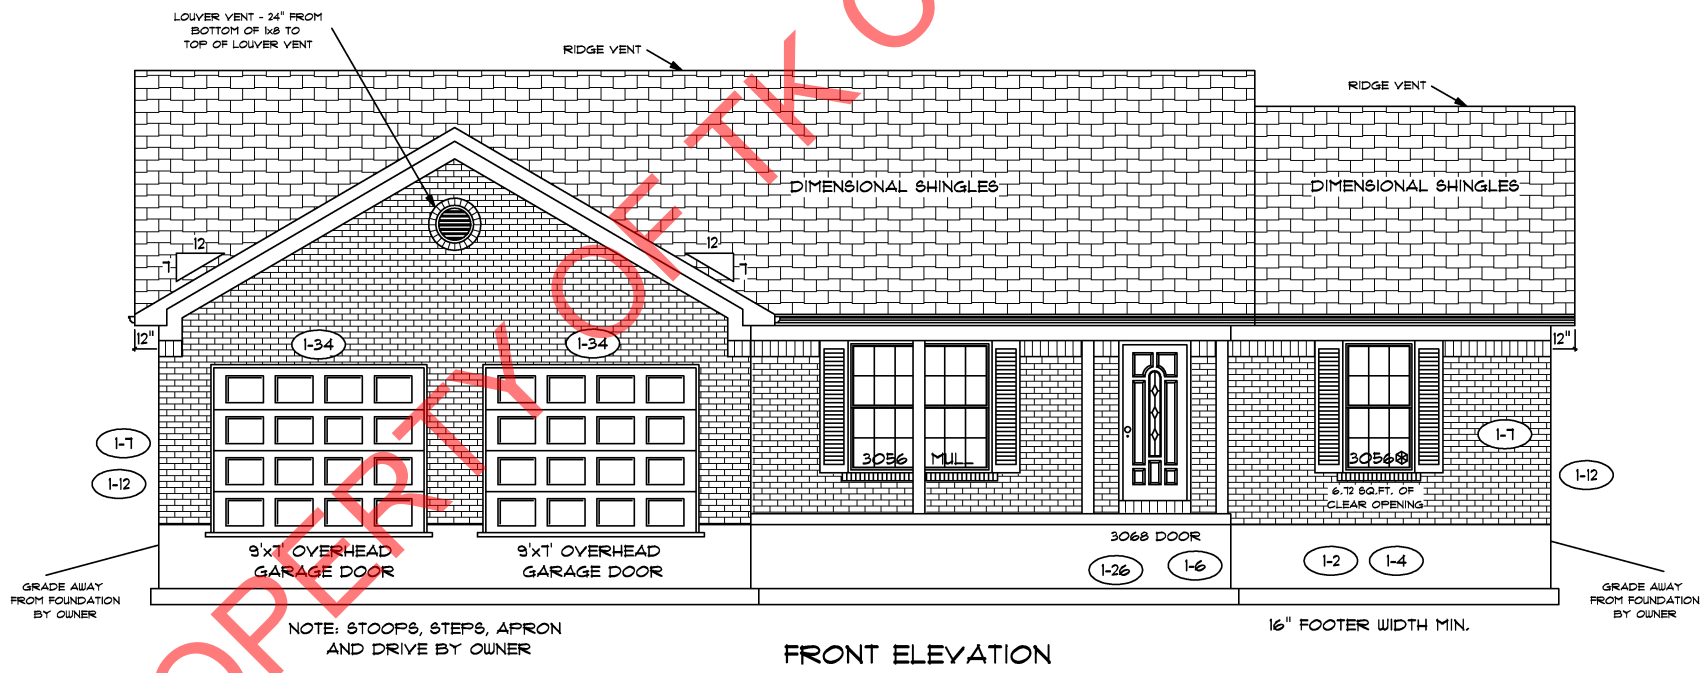 LOUVER VENT - 24" FROM
BOTTOM OF 1x8 TO
TOP OF LOUVER VENT
RIDGE VENT
RIDGE VENT
DIMENSIONAL SHINGLES
DIMENSIONAL SHINGLES
12
7
12
7
12"
12"
1-34
1-34
1-7
1-12
3056 MULL
3056
1-7
1-12
6.72 SQ.FT. OF
CLEAR OPENING
9'x7' OVERHEAD
GARAGE DOOR
9'x7' OVERHEAD
GARAGE DOOR
3068 DOOR
1-26
1-6
1-2
1-4
GRADE AWAY
FROM FOUNDATION
BY OWNER
GRADE AWAY
FROM FOUNDATION
BY OWNER
NOTE: STOOPS, STEPS, APRON
AND DRIVE BY OWNER
16" FOOTER WIDTH MIN.
FRONT ELEVATION
OPERTY OF TK